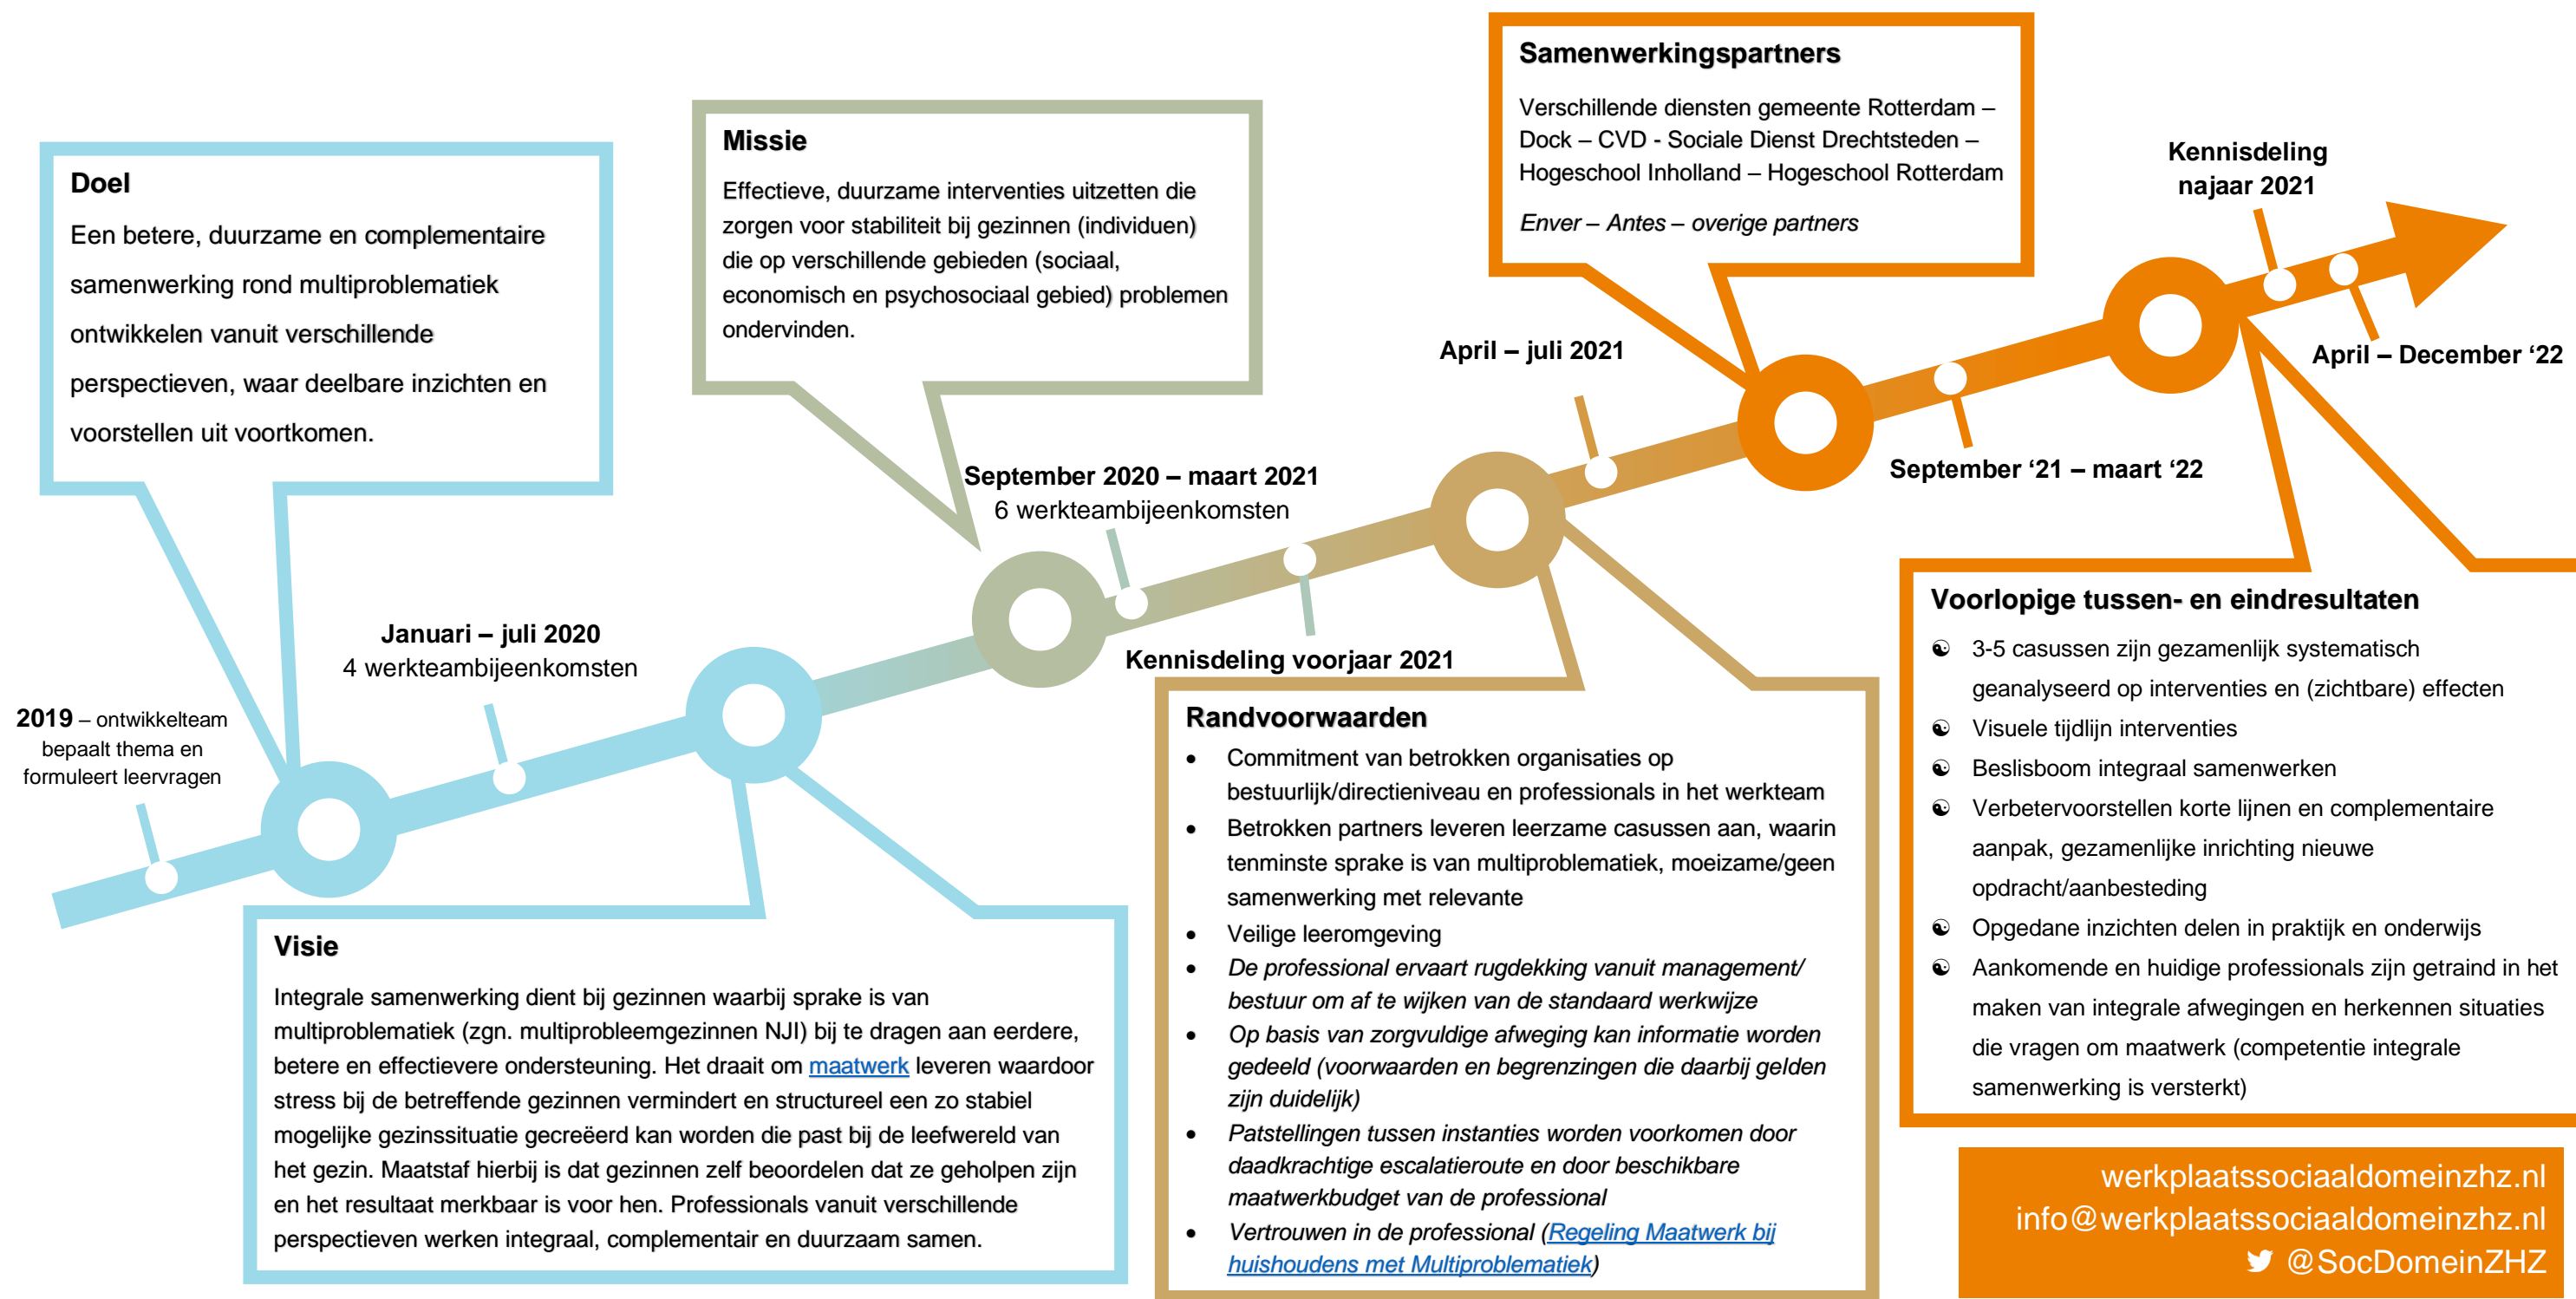 Doel
Een betere, duurzame en complementaire
samenwerking rond multiproblematiek
ontwikkelen vanuit verschillende
perspectieven, waar deelbare inzichten en
voorstellen uit voortkomen.
Missie
Effectieve, duurzame interventies uitzetten die
zorgen voor stabiliteit bij gezinnen (individuen)
die op verschillende gebieden (sociaal,
economisch en psychosociaal gebied) problemen
ondervinden.
Samenwerkingspartners
Verschillende diensten gemeente Rotterdam –
Dock – CVD - Sociale Dienst Drechtsteden –
Hogeschool Inholland – Hogeschool Rotterdam
Enver – Antes – overige partners
Kennisdeling
najaar 2021
April – December ‘22
April – juli 2021
September ‘21 – maart ‘22
September 2020 – maart 2021
6 werkteambijeenkomsten
Kennisdeling voorjaar 2021
Januari – juli 2020
4 werkteambijeenkomsten
2019 – ontwikkelteam
bepaalt thema en
formuleert leervragen
Visie
Integrale samenwerking dient bij gezinnen waarbij sprake is van
multiproblematiek (zgn. multiprobleemgezinnen NJI) bij te dragen aan eerdere,
betere en effectievere ondersteuning. Het draait om maatwerk leveren waardoor
stress bij de betreffende gezinnen vermindert en structureel een zo stabiel
mogelijke gezinssituatie gecreëerd kan worden die past bij de leefwereld van
het gezin. Maatstaf hierbij is dat gezinnen zelf beoordelen dat ze geholpen zijn
en het resultaat merkbaar is voor hen. Professionals vanuit verschillende
perspectieven werken integraal, complementair en duurzaam samen.
Randvoorwaarden
• Commitment van betrokken organisaties op
bestuurlijk/directieniveau en professionals in het werkteam
• Betrokken partners leveren leerzame casussen aan, waarin
tenminste sprake is van multiproblematiek, moeizame/geen
samenwerking met relevante
• Veilige leeromgeving
• De professional ervaart rugdekking vanuit management/
bestuur om af te wijken van de standaard werkwijze
• Op basis van zorgvuldige afweging kan informatie worden
gedeeld (voorwaarden en begrenzingen die daarbij gelden
zijn duidelijk)
• Patstellingen tussen instanties worden voorkomen door
daadkrachtige escalatieroute en door beschikbare
maatwerkbudget van de professional
• Vertrouwen in de professional (Regeling Maatwerk bij
huishoudens met Multiproblematiek)
Voorlopige tussen- en eindresultaten
☯ 3-5 casussen zijn gezamenlijk systematisch
geanalyseerd op interventies en (zichtbare) effecten
☯ Visuele tijdlijn interventies
☯ Beslisboom integraal samenwerken
☯ Verbetervoorstellen korte lijnen en complementaire
aanpak, gezamenlijke inrichting nieuwe
opdracht/aanbesteding
☯ Opgedane inzichten delen in praktijk en onderwijs
☯ Aankomende en huidige professionals zijn getraind in het
maken van integrale afwegingen en herkennen situaties
die vragen om maatwerk (competentie integrale
samenwerking is versterkt)
werkplaatssociaaldomeinzhz.nl
info@werkplaatssociaaldomeinzhz.nl
@SocDomeinZHZ